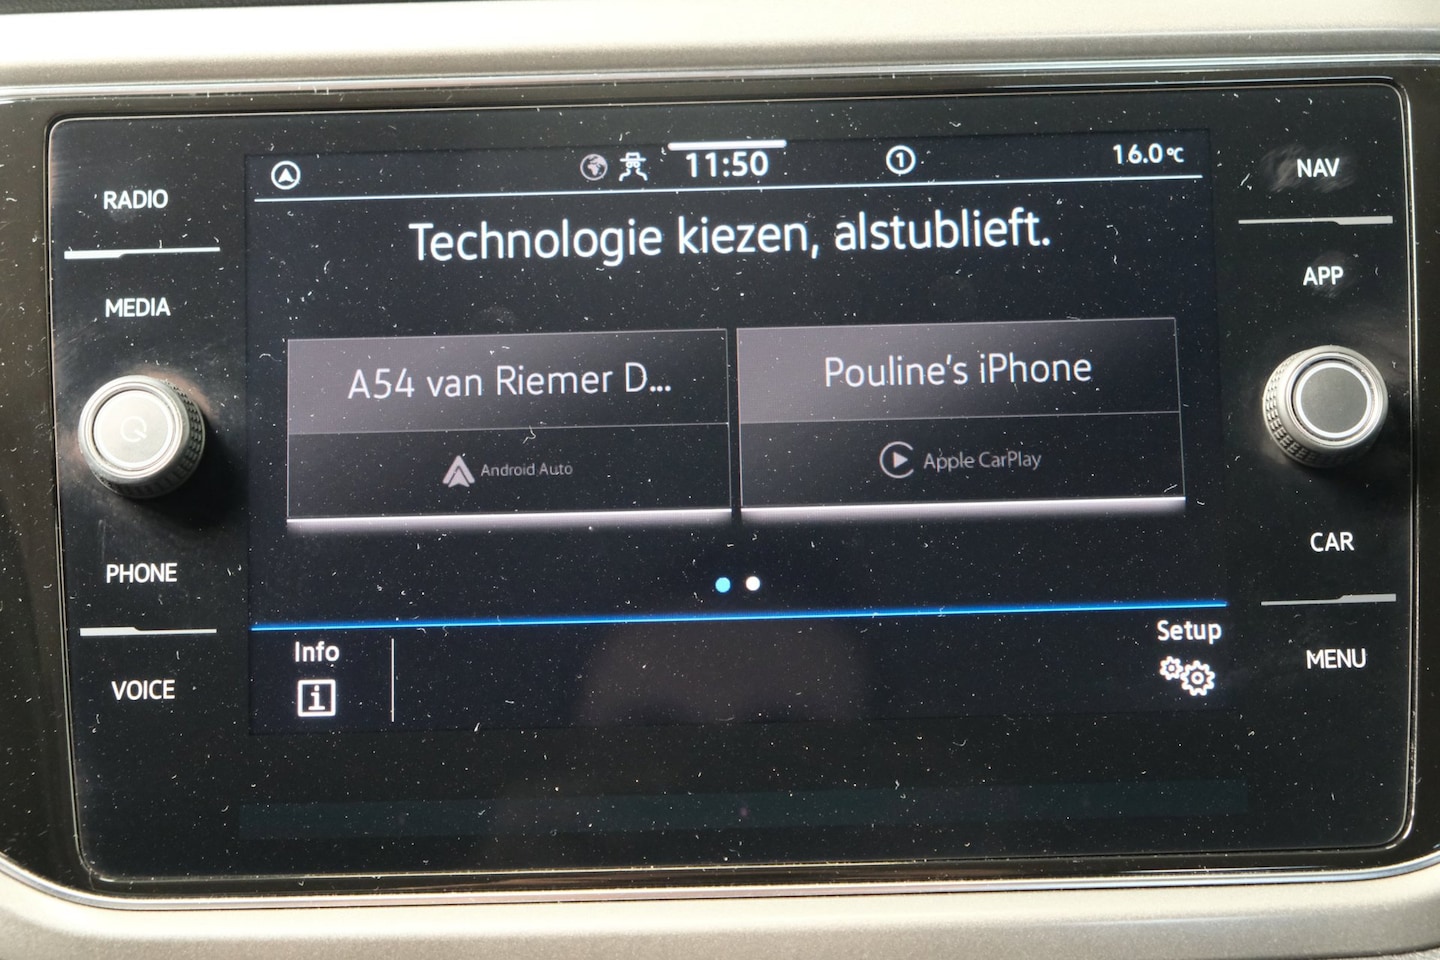 RADIO
MEDIA
PHONE
VOICE
11:50
1
16.0°C
Technologie kiezen, alstublieft.
A54 van Riemer D...
Android Auto
Pouline's iPhone
Apple CarPlay
Info
i
Setup
NAV
APP
CAR
MENU